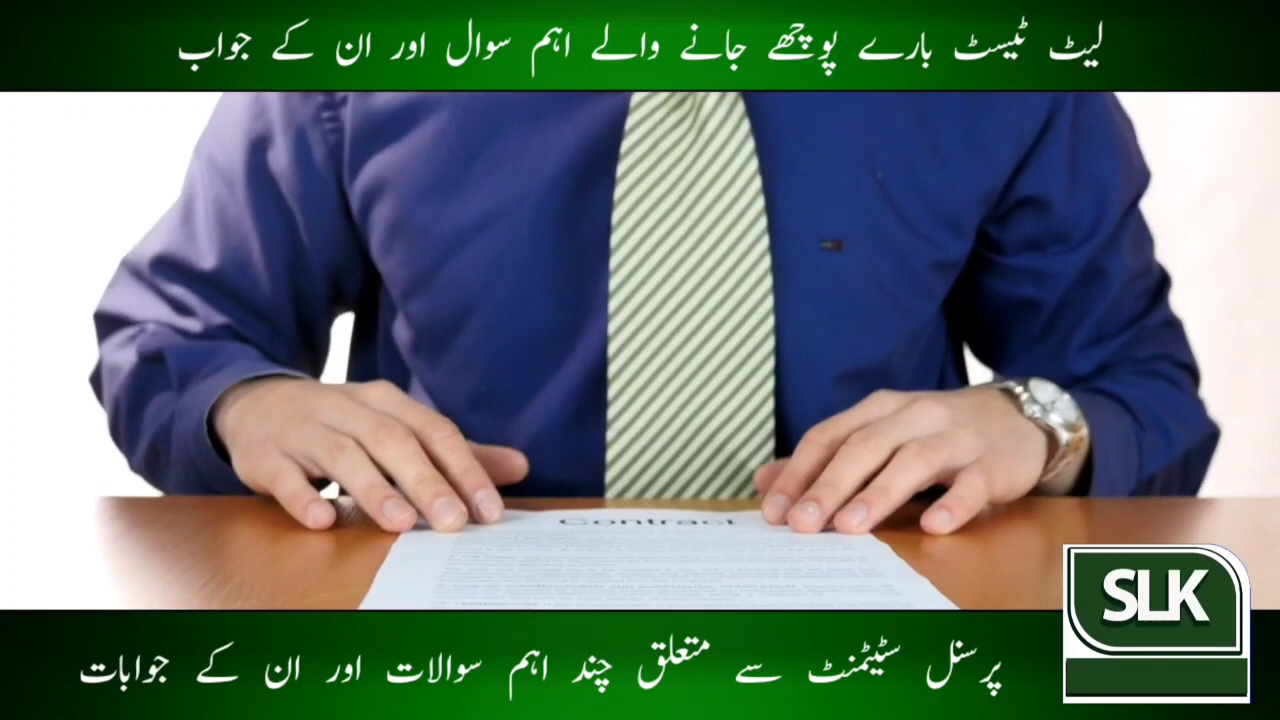 لیٹ ٹیسٹ بارے پوچھے جانے والے اہم سوال اور ان کے جواب
Contract
SLK
پرسنل سٹیٹمنٹ سے متعلق چند اہم سوالات اور ان کے جوابات